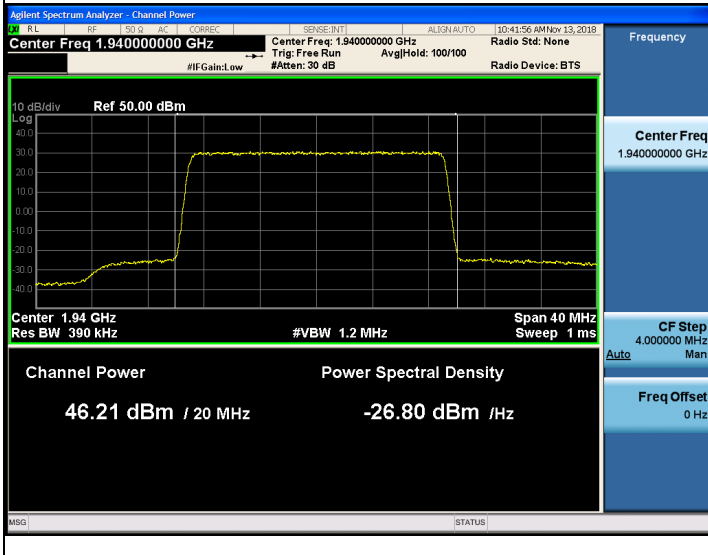 Agilent Spectrum Analyzer - Channel Power
RL RF 50 Ω AC CORREC SENSE:INT ALIGN AUTO 10:41:56 AM Nov 13, 2018
Center Freq 1.940000000 GHz
Center Freq: 1.940000000 GHz
Radio Std: None
Trig: Free Run Avg|Hold: 100/100
#IFGain:Low #Atten: 30 dB Radio Device: BTS
10 dB/div Ref 50.00 dBm
Log
40.0
30.0
20.0
10.0
0.00
-10.0
-20.0
-30.0
-40.0
Center 1.94 GHz Span 40 MHz
Res BW 390 kHz #VBW 1.2 MHz Sweep 1 ms
Channel Power Power Spectral Density
46.21 dBm / 20 MHz -26.80 dBm /Hz
MSG STATUS
Frequency
Center Freq
1.940000000 GHz
CF Step
4.000000 MHz
Auto Man
Freq Offset
0 Hz